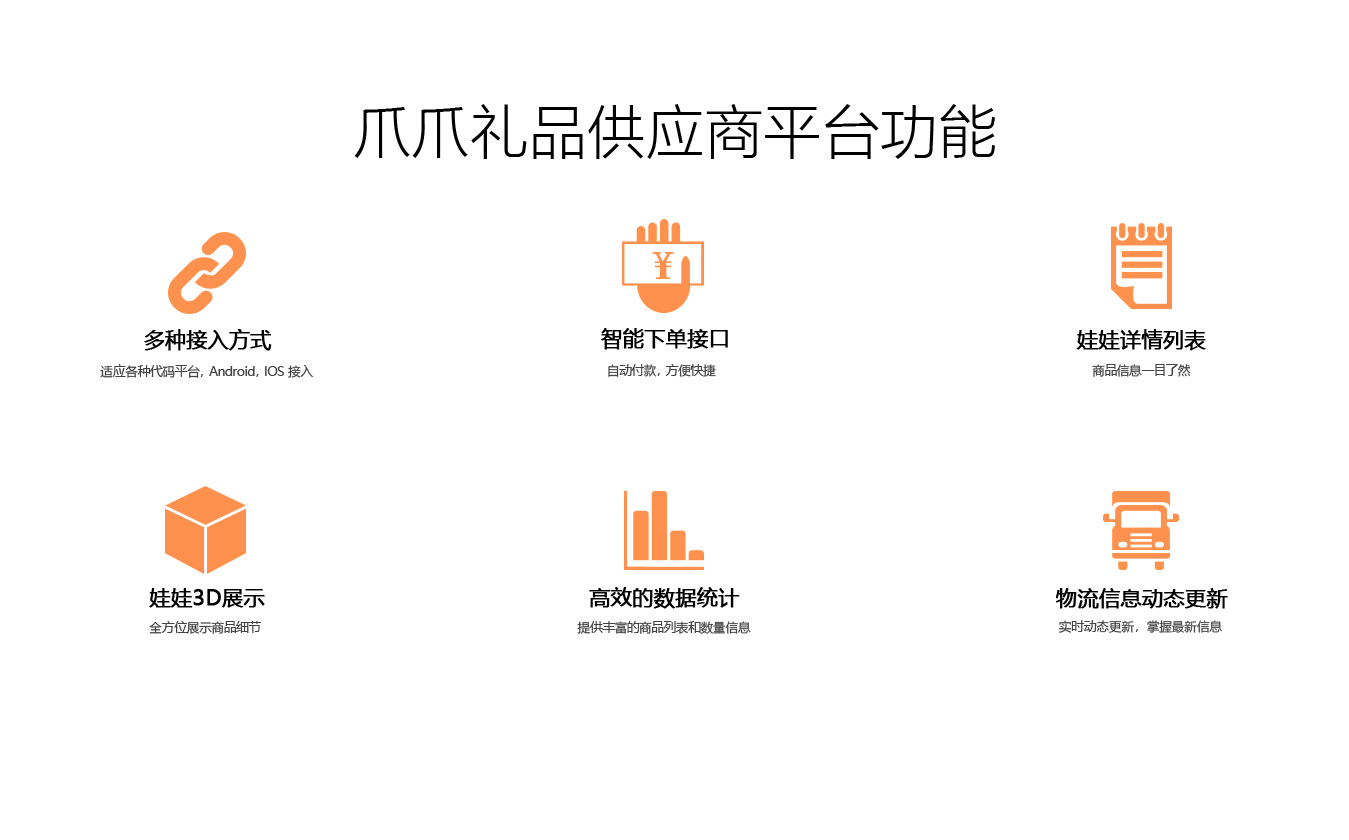 爪爪礼品供应商平台功能
¥
多种接入方式
适应各种代码平台, Android, IOS 接入
智能下单接口
自动付款, 方便快捷
娃娃详情列表
商品信息一目了然
娃娃3D展示
全方位展示商品细节
高效的数据统计
提供丰富的商品列表和数量信息
物流信息动态更新
实时动态更新，掌握最新信息